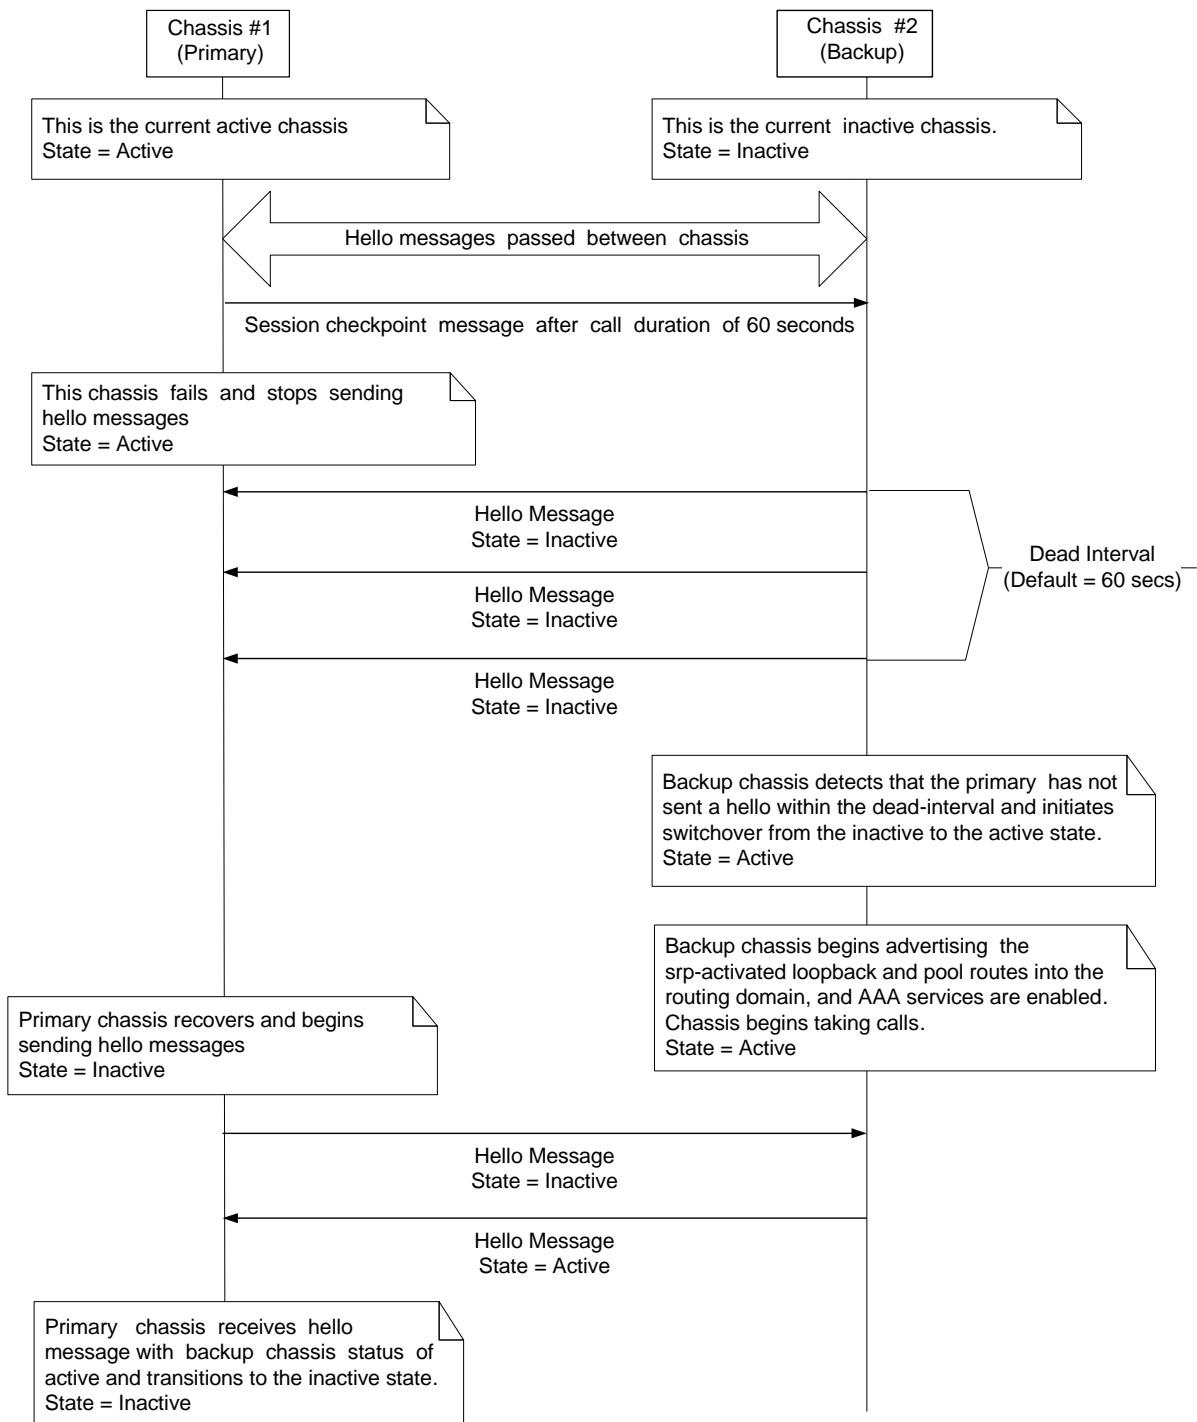 Chassis #1
(Primary)
Chassis #2
(Backup)
This is the current active chassis
State = Active
This is the current inactive chassis.
State = Inactive
Hello messages passed between chassis
Session checkpoint message after call duration of 60 seconds
This chassis fails and stops sending
hello messages
State = Active
Hello Message
State = Inactive
Dead Interval
(Default = 60 secs)
Hello Message
State = Inactive
Hello Message
State = Inactive
Backup chassis detects that the primary has not
sent a hello within the dead-interval and initiates
switchover from the inactive to the active state.
State = Active
Backup chassis begins advertising the
srp-activated loopback and pool routes into the
routing domain, and AAA services are enabled.
Chassis begins taking calls.
State = Active
Primary chassis recovers and begins
sending hello messages
State = Inactive
Hello Message
State = Inactive
Hello Message
State = Active
Primary chassis receives hello
message with backup chassis status of
active and transitions to the inactive state.
State = Inactive